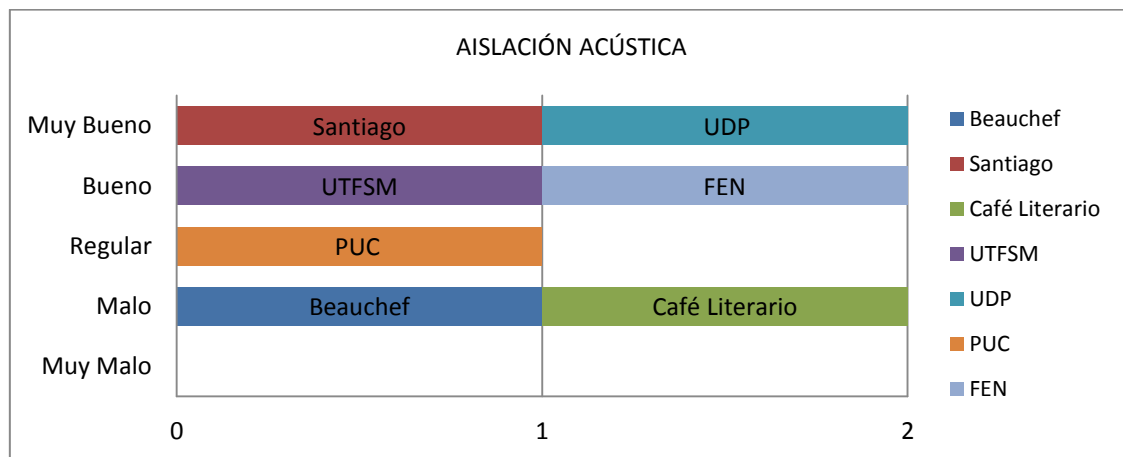 AISLACIÓN ACÚSTICA
Muy Bueno
Santiago
UDP
Bueno
UTFSM
FEN
Regular
PUC
Malo
Beauchef
Café Literario
Muy Malo
0
1
2
Beauchef
Santiago
Café Literario
UTFSM
UDP
PUC
FEN